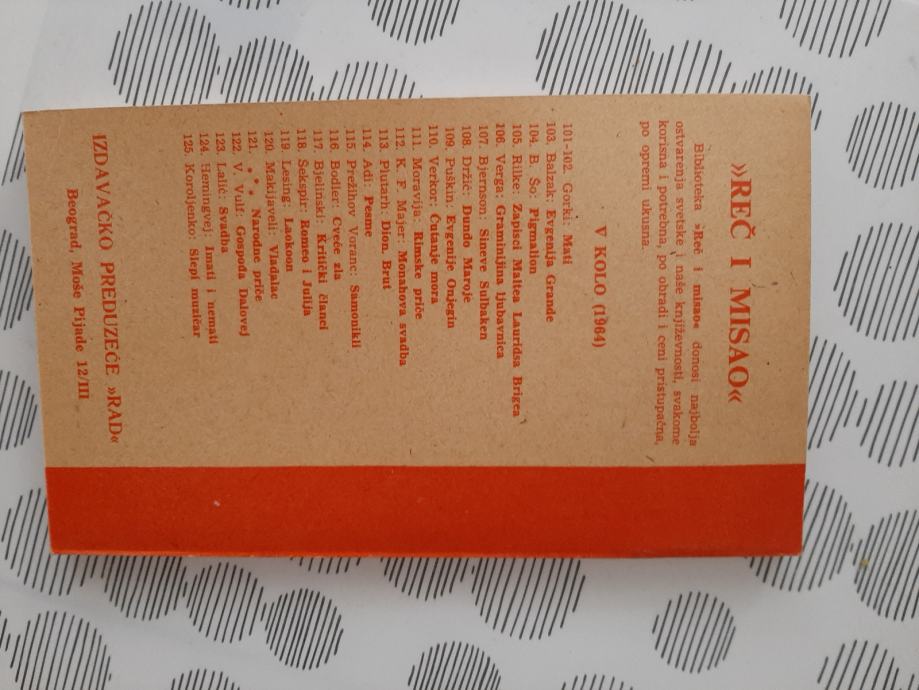 »REČ I MISAO«
Biblioteka »Reč i misao« donosi najbolja
ostvarenja svetske i naše književnosti, svakome
korisna i potrebna, po obradi i ceni pristupačna,
po opremi ukusna.
V KOLO (1964)
101-102. Gorki: Mati
103. Balzak: Evgenija Grande
104. B. Šo: Pigmalion
105. Rilke: Zapisci Maltea Lauridsa Brigea
106. Verga: Graminjina ljubavnica
107. Bjernson: Sineve Sulbaken
108. Držić: Dundo Maroje
109. Puškin: Evgenije Onjegin
110. Verkor: Ćutanje mora
111. Moravija: Rimske priče
112. K. F. Majer: Monahova svadba
113. Plutarh: Dion, Brut
114. Adi: Pesme
115. Prežihov Voranc: Samonikli
116. Bodler: Cveće zla
117. Bjelinski: Kritički članci
118. Šekspir: Romeo i Julija
119. Lesing: Laokoon
120. Makijaveli: Vladalac
121. * * * Narodne priče
122. V. Vulf: Gospođa Dalovej
123. Lalić: Svadba
124. Hemingvej: Imati i nemati
125. Koroljenko: Slepi muzičar
IZDAVAČKO PREDUZEĆE »RAD«
Beograd, Moše Pijade 12/III